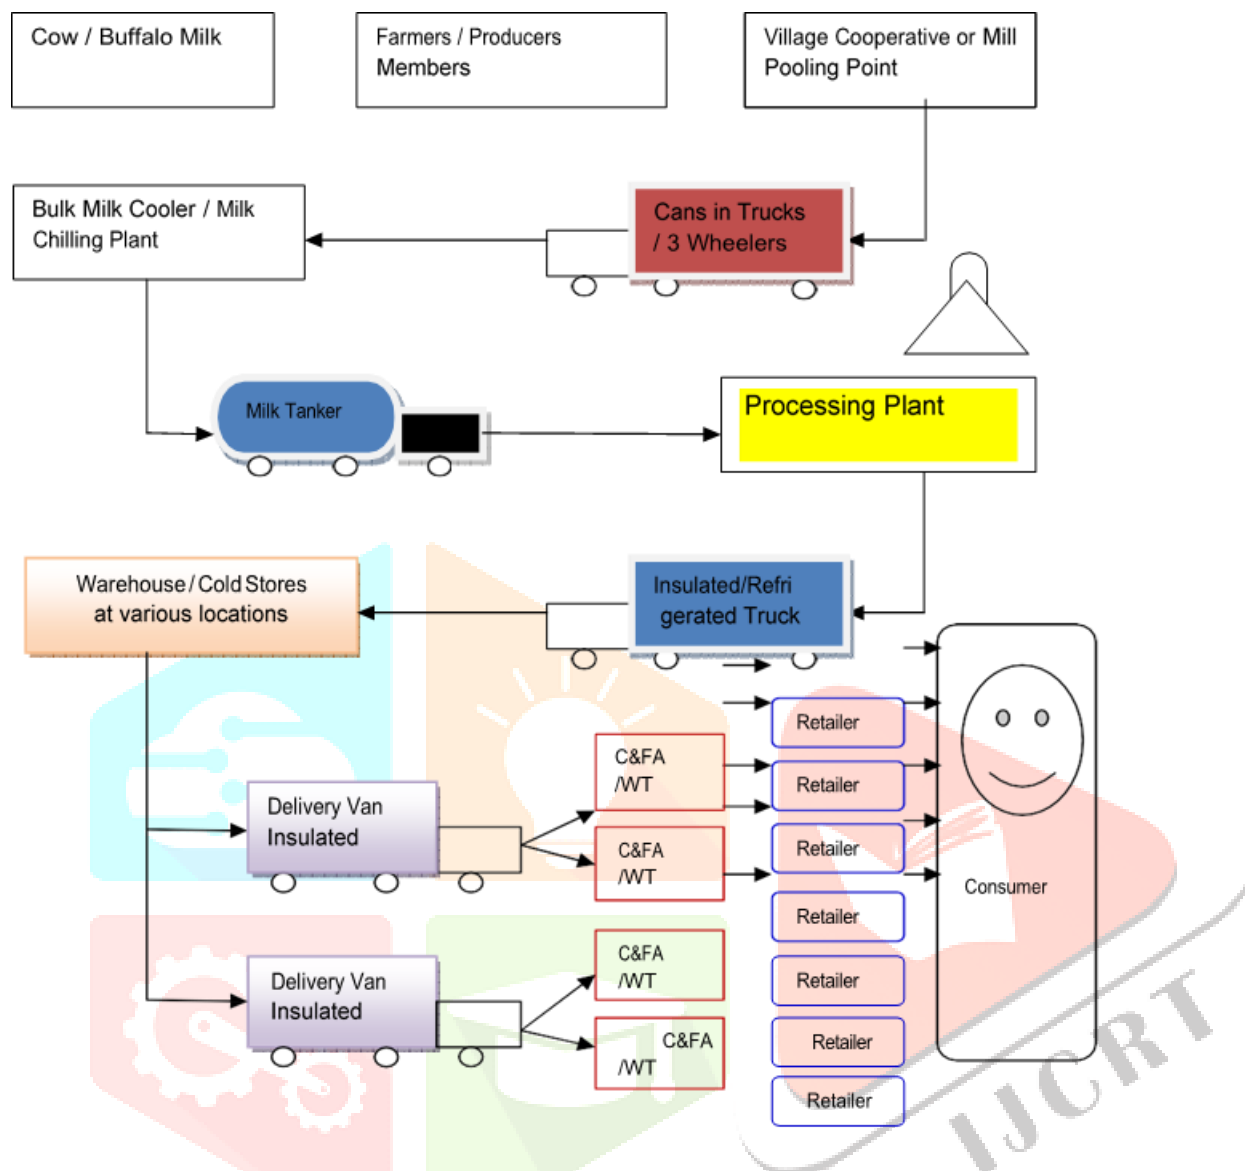 Cow / Buffalo Milk
Farmers / Producers
Members
Village Cooperative or Mill
Pooling Point
Bulk Milk Cooler / Milk
Chilling Plant
Cans in Trucks
/ 3 Wheelers
Milk Tanker
Processing Plant
Warehouse/Cold Stores
at various locations
Insulated/Refri
gerated Truck
Retailer
C&FA
/WT
Retailer
Delivery Van
Insulated
C&FA
/WT
Retailer
Consumer
Retailer
C&FA
/WT
Delivery Van
Insulated
Retailer
C&FA
/WT
Retailer
Retailer
IJCRT